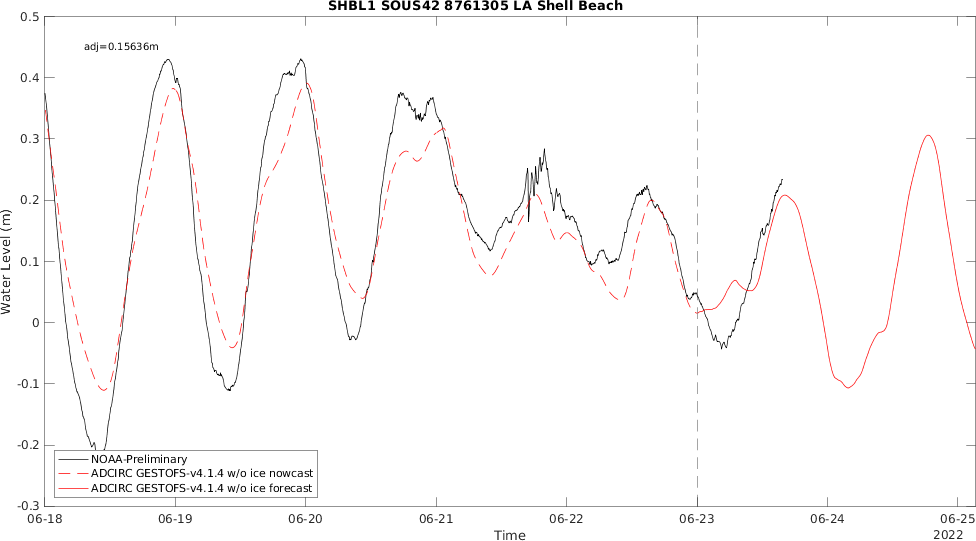 SHBL1 SOUS42 8761305 LA Shell Beach
adj=0.15636m
0.5
0.4
0.3
0.2
0.1
0
-0.1
-0.2
-0.3
Water Level (m)
NOAA-Preliminary
ADCIRC GESTOFS-v4.1.4 w/o ice nowcast
ADCIRC GESTOFS-v4.1.4 w/o ice forecast
06-18 06-19 06-20 06-21 06-22 06-23 06-24 06-25
Time
2022